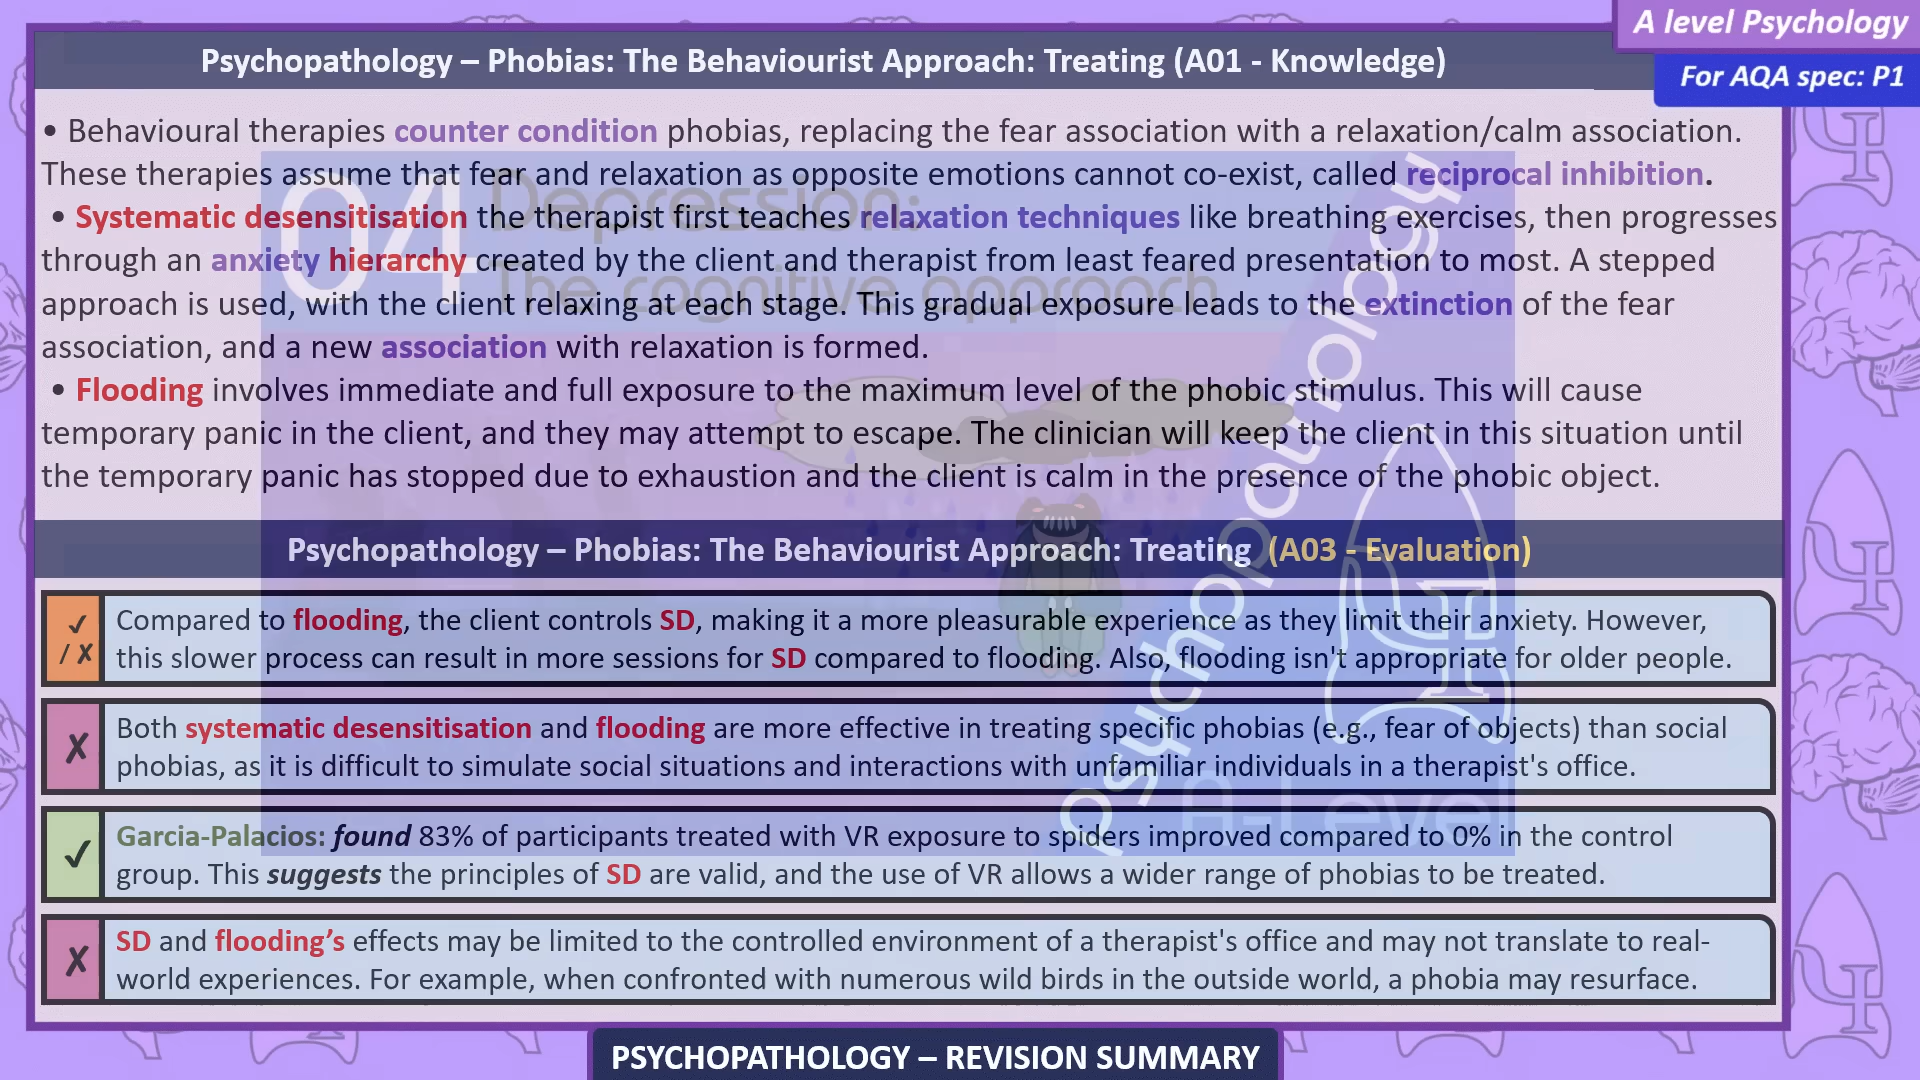 A level Psychology
For AQA spec: P1
Psychopathology – Phobias: The Behaviourist Approach: Treating (A01 - Knowledge)
• Behavioural therapies counter condition phobias, replacing the fear association with a relaxation/calm association.
These therapies assume that fear and relaxation as opposite emotions cannot co-exist, called reciprocal inhibition.
• Systematic desensitisation the therapist first teaches relaxation techniques like breathing exercises, then progresses
through an anxiety hierarchy created by the client and therapist from least feared presentation to most. A stepped
approach is used, with the client relaxing at each stage. This gradual exposure leads to the extinction of the fear
association, and a new association with relaxation is formed.
• Flooding involves immediate and full exposure to the maximum level of the phobic stimulus. This will cause
temporary panic in the client, and they may attempt to escape. The clinician will keep the client in this situation until
the temporary panic has stopped due to exhaustion and the client is calm in the presence of the phobic object.
04 Depression:
The cognitive approach
psychopathology
A-Level
Psychopathology – Phobias: The Behaviourist Approach: Treating (A03 - Evaluation)
✓
/ ✗
Compared to flooding, the client controls SD, making it a more pleasurable experience as they limit their anxiety. However,
this slower process can result in more sessions for SD compared to flooding. Also, flooding isn't appropriate for older people.
✗
Both systematic desensitisation and flooding are more effective in treating specific phobias (e.g., fear of objects) than social
phobias, as it is difficult to simulate social situations and interactions with unfamiliar individuals in a therapist's office.
✓
Garcia-Palacios: found 83% of participants treated with VR exposure to spiders improved compared to 0% in the control
group. This suggests the principles of SD are valid, and the use of VR allows a wider range of phobias to be treated.
✗
SD and flooding’s effects may be limited to the controlled environment of a therapist's office and may not translate to real-
world experiences. For example, when confronted with numerous wild birds in the outside world, a phobia may resurface.
PSYCHOPATHOLOGY – REVISION SUMMARY